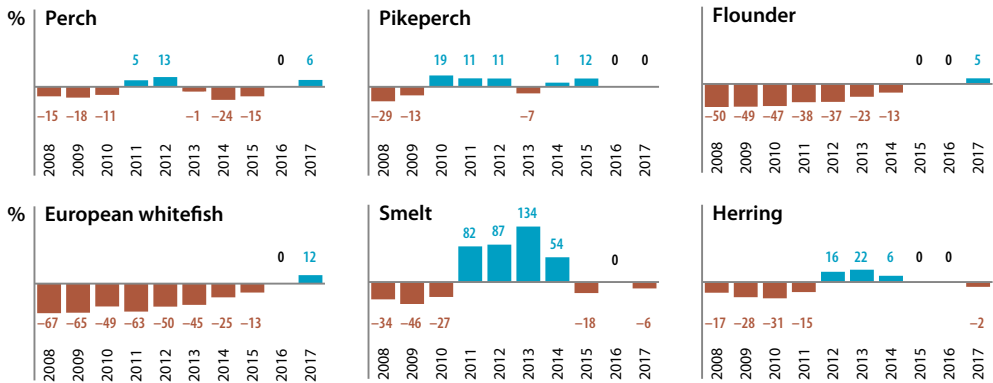 % Perch
5 13 0 6
–15 –18 –11 –1 –24 –15
2008 2009 2010 2011 2012 2013 2014 2015 2016 2017
Pikeperch
19 11 11 1 12 0 0
–29 –13 –7
2008 2009 2010 2011 2012 2013 2014 2015 2016 2017
Flounder
0 0 5
–50 –49 –47 –38 –37 –23 –13
2008 2009 2010 2011 2012 2013 2014 2015 2016 2017
% European whitefish
0 12
–67 –65 –49 –63 –50 –45 –25 –13
2008 2009 2010 2011 2012 2013 2014 2015 2016 2017
Smelt
82 87 134 54 0
–34 –46 –27 –18 –6
2008 2009 2010 2011 2012 2013 2014 2015 2016 2017
Herring
16 22 6 0 0
–17 –28 –31 –15 –2
2008 2009 2010 2011 2012 2013 2014 2015 2016 2017